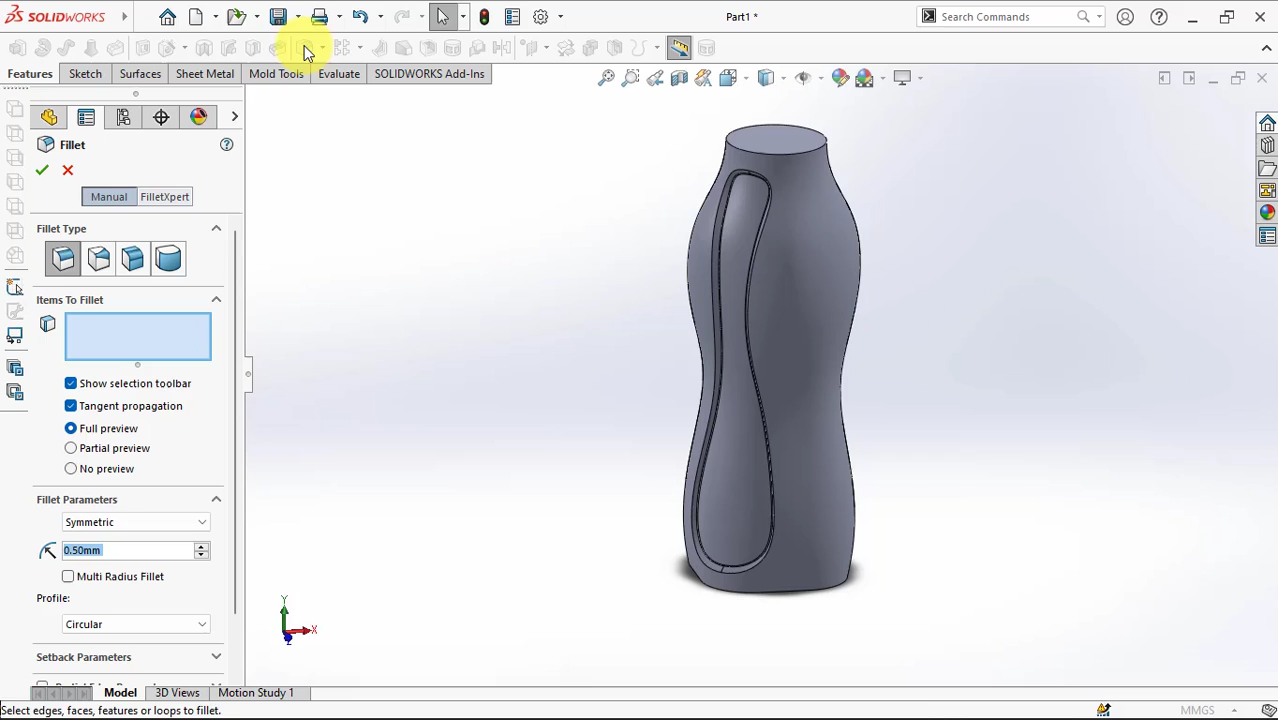 SOLIDWORKS
Part1 *
Search Commands
Features
Sketch
Surfaces
Sheet Metal
Mold Tools
Evaluate
SOLIDWORKS Add-Ins
Fillet
Manual
FilletXpert
Fillet Type
Items To Fillet
Show selection toolbar
Tangent propagation
Full preview
Partial preview
No preview
Fillet Parameters
Symmetric
0.50mm
Multi Radius Fillet
Profile:
Circular
Setback Parameters
Y
X
Z
Model
3D Views
Motion Study 1
Select edges, faces, features or loops to fillet.
MMGS